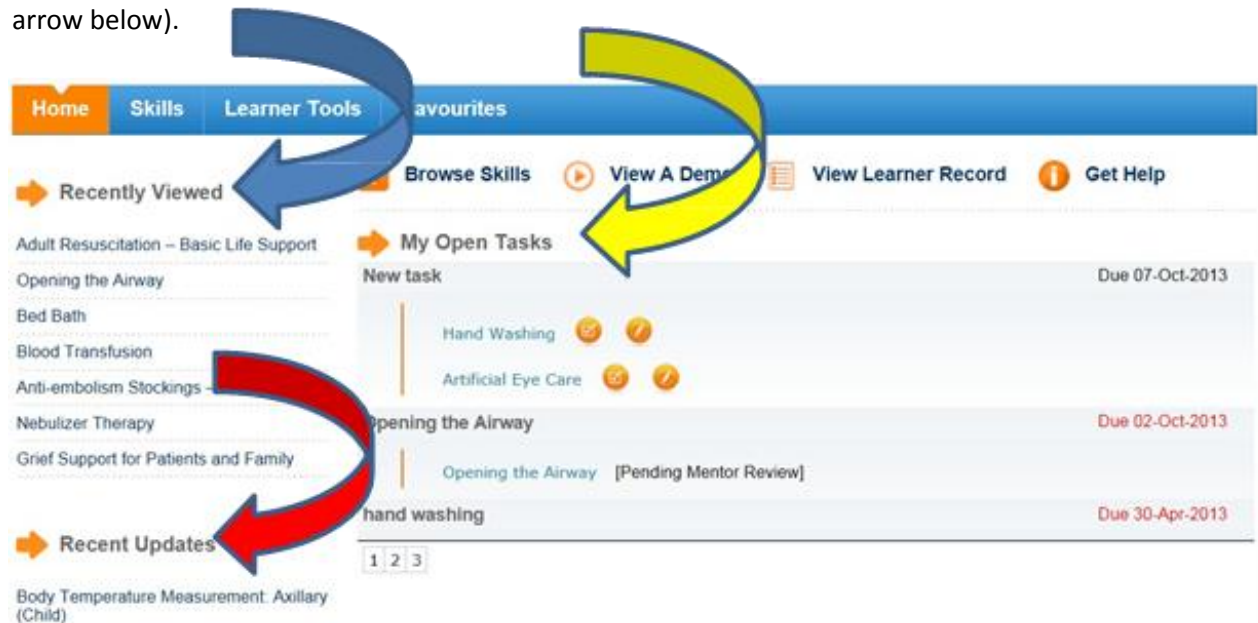 arrow below).
Home Skills Learner Tools avourites
Browse Skills View A Demo View Learner Record Get Help
Recently Viewed
Adult Resuscitation – Basic Life Support
Opening the Airway
Bed Bath
Blood Transfusion
Anti-embolism Stockings –
Nebulizer Therapy
Grief Support for Patients and Family
Recent Updates
Body Temperature Measurement: Axillary
(Child)
My Open Tasks
New task Due 07-Oct-2013
Hand Washing
Artificial Eye Care
Opening the Airway Due 02-Oct-2013
Opening the Airway [Pending Mentor Review]
hand washing Due 30-Apr-2013
1 2 3